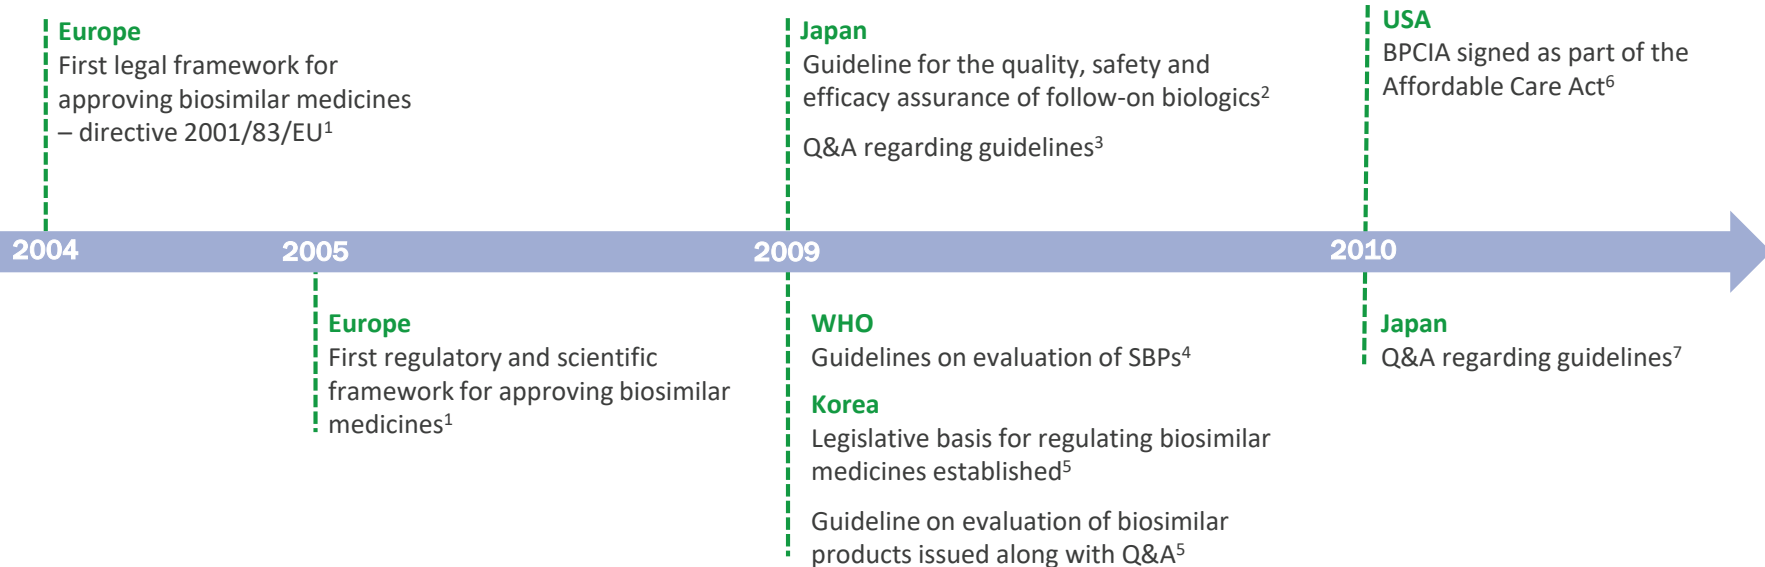 Europe
First legal framework for
approving biosimilar medicines
– directive 2001/83/EU¹
Japan
Guideline for the quality, safety and
efficacy assurance of follow-on biologics²
Q&A regarding guidelines³
USA
BPCIA signed as part of the
Affordable Care Act⁶
2004
2005
2009
2010
Europe
First regulatory and scientific
framework for approving biosimilar
medicines¹
WHO
Guidelines on evaluation of SBPs⁴
Korea
Legislative basis for regulating biosimilar
medicines established⁵
Guideline on evaluation of biosimilar
products issued along with Q&A⁵
Japan
Q&A regarding guidelines⁷